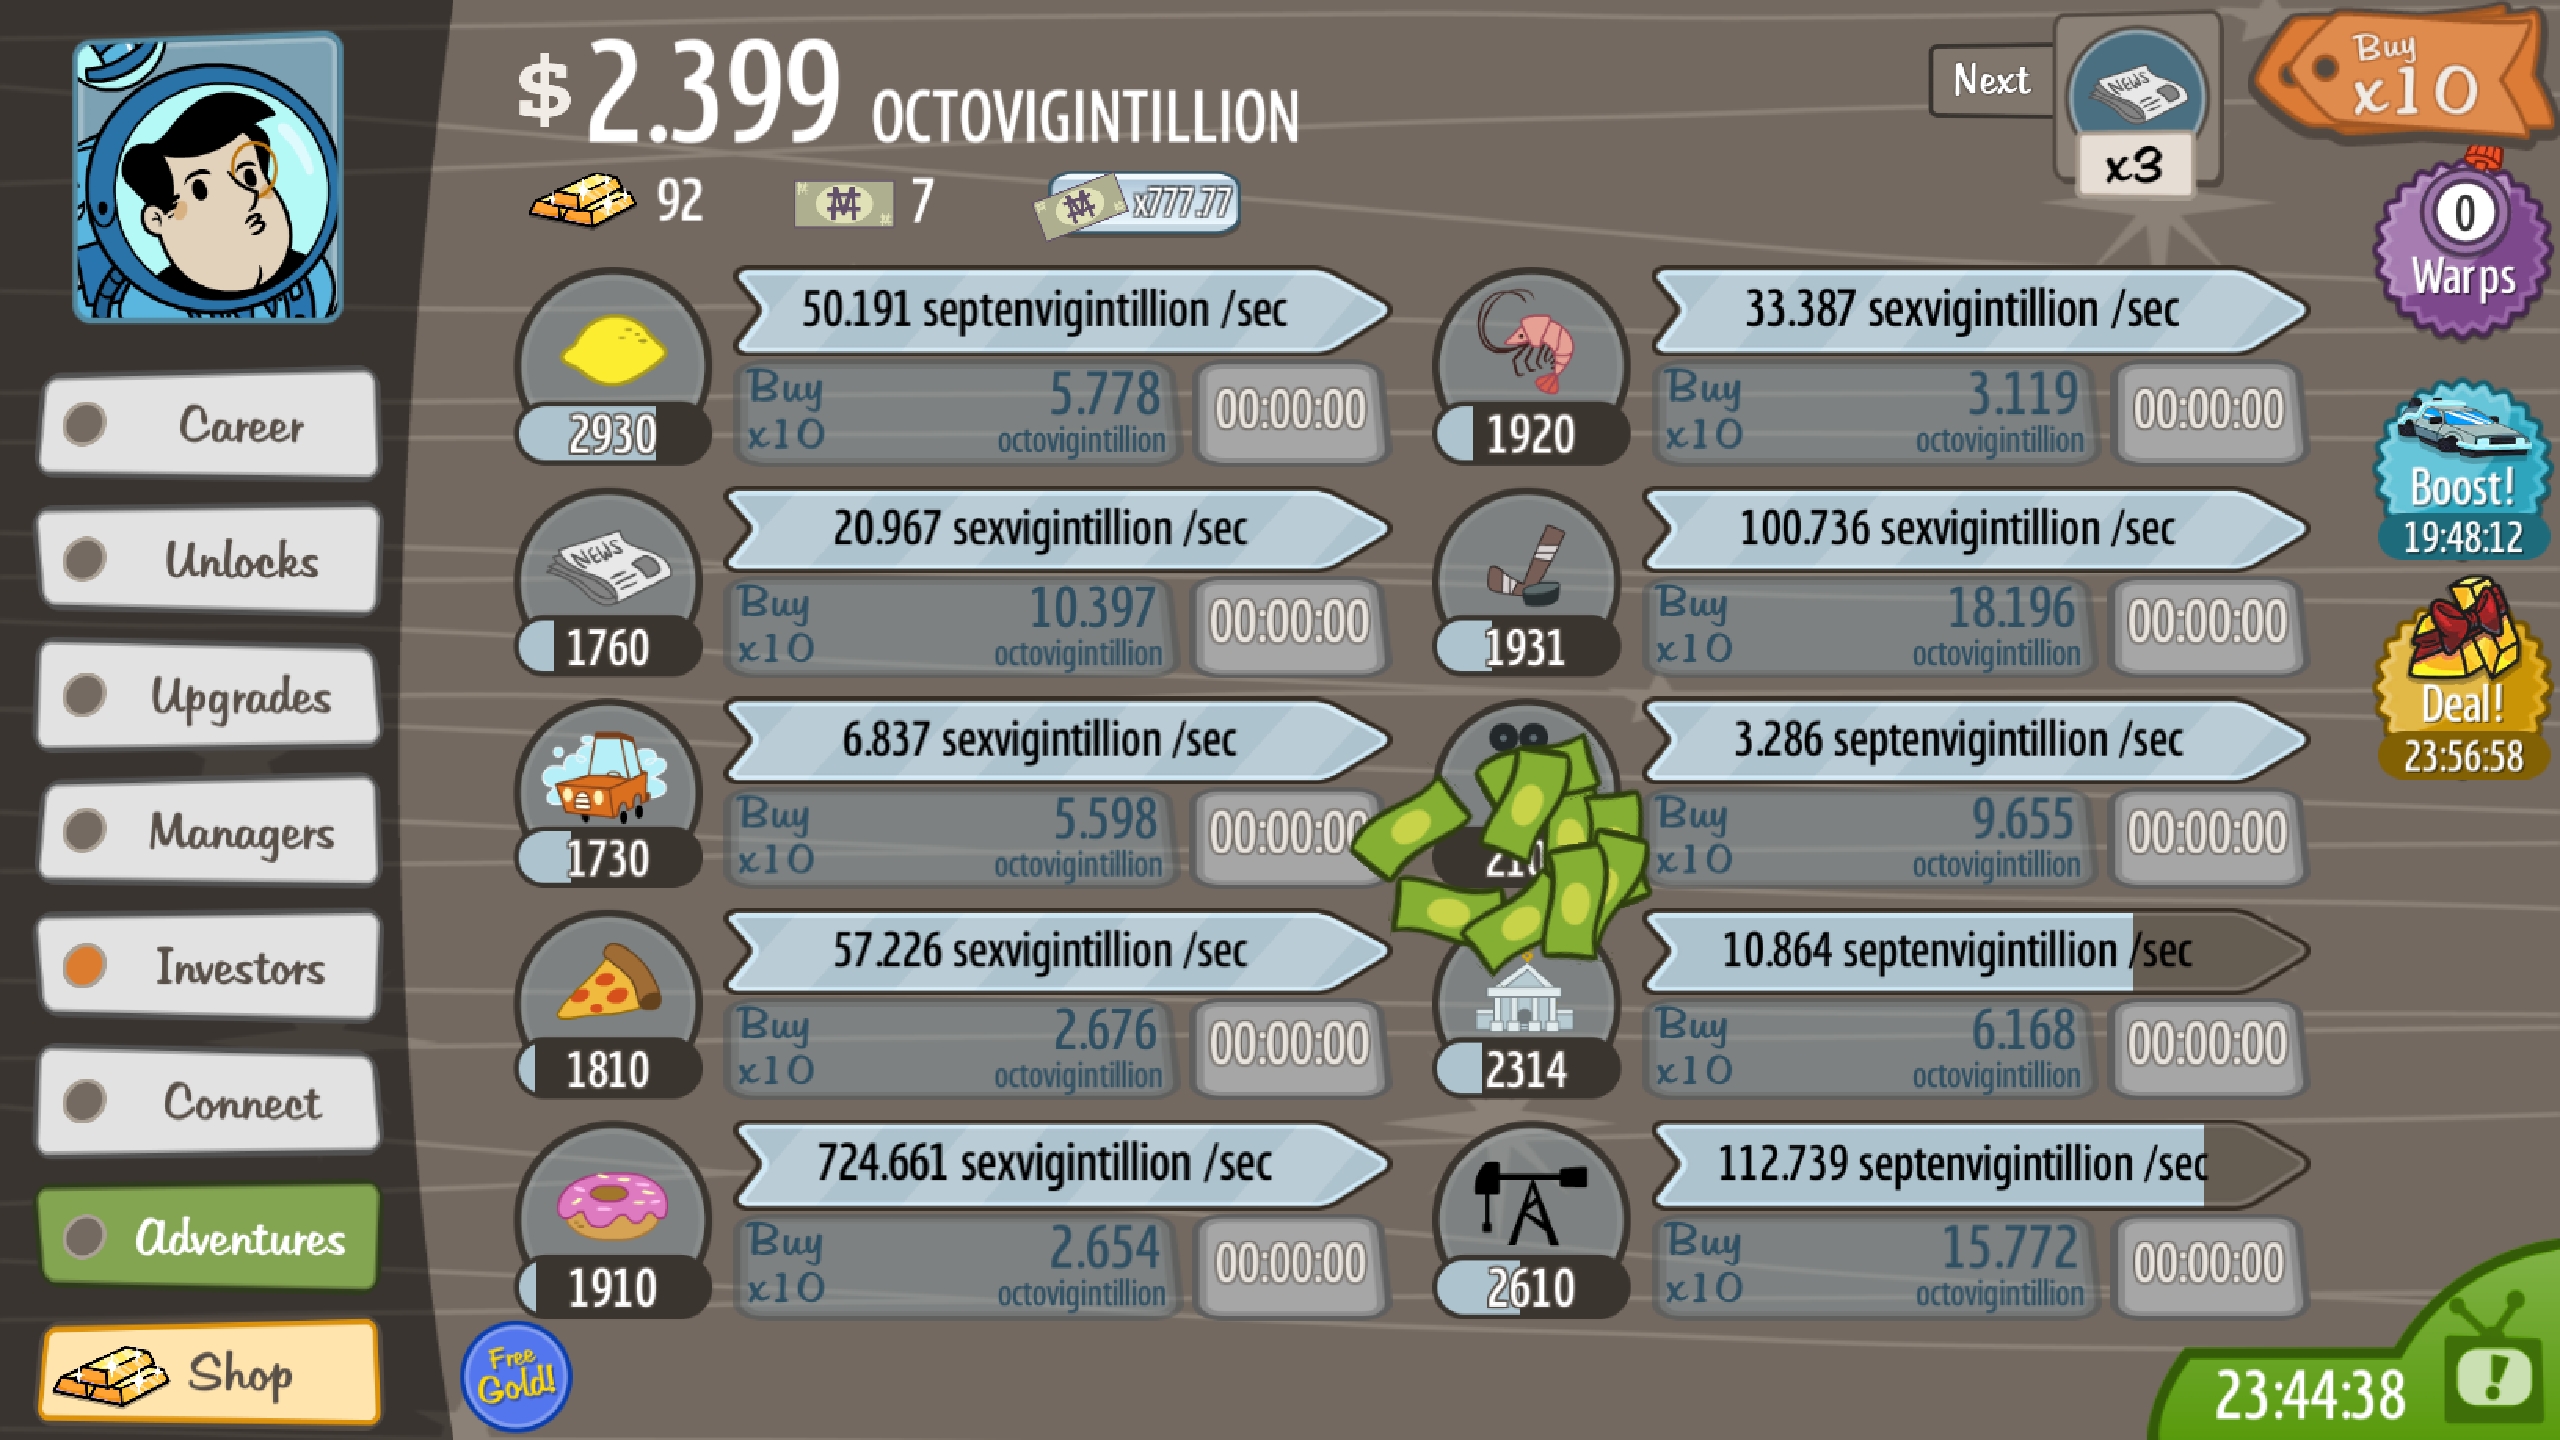 $2.399 OCTOVIGINTILLION
Next
x3
Buy
x10
92
7
x777.77
0
Warps
Boost!
19:48:12
Deal!
23:56:58
Career
Unlocks
Upgrades
Managers
Investors
Connect
Adventures
Shop
50.191 septenvigintillion /sec
2930
Buy
x10
5.778
octovigintillion
00:00:00
33.387 sexvigintillion /sec
1920
Buy
x10
3.119
octovigintillion
00:00:00
NEWS
20.967 sexvigintillion /sec
1760
Buy
x10
10.397
octovigintillion
00:00:00
100.736 sexvigintillion /sec
1931
Buy
x10
18.196
octovigintillion
00:00:00
6.837 sexvigintillion /sec
1730
Buy
x10
5.598
octovigintillion
00:00:00
3.286 septenvigintillion /sec
Buy
x10
9.655
octovigintillion
00:00:00
57.226 sexvigintillion /sec
1810
Buy
x10
2.676
octovigintillion
00:00:00
10.864 septenvigintillion /sec
2314
Buy
x10
6.168
octovigintillion
00:00:00
724.661 sexvigintillion /sec
1910
Buy
x10
2.654
octovigintillion
00:00:00
112.739 septenvigintillion /sec
2610
Buy
x10
15.772
octovigintillion
00:00:00
Free
Gold!
23:44:38